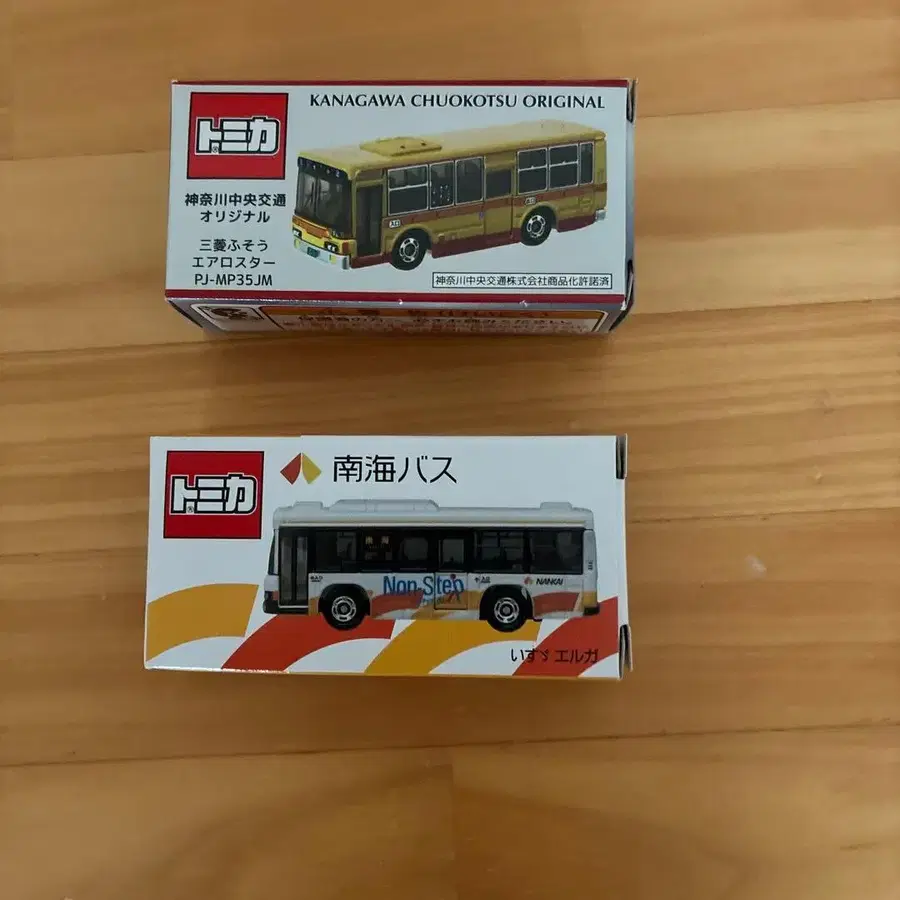 KANAGAWA CHUOKOTSU ORIGINAL
トミカ
神奈川中央交通
オリジナル
三菱ふそう
エアロスター
PJ-MP35JM
神奈川中央交通株式会社商品化許諾済
トミカ
南海バス
南海
Non-Step
NANKAI
いすゞ エルガ